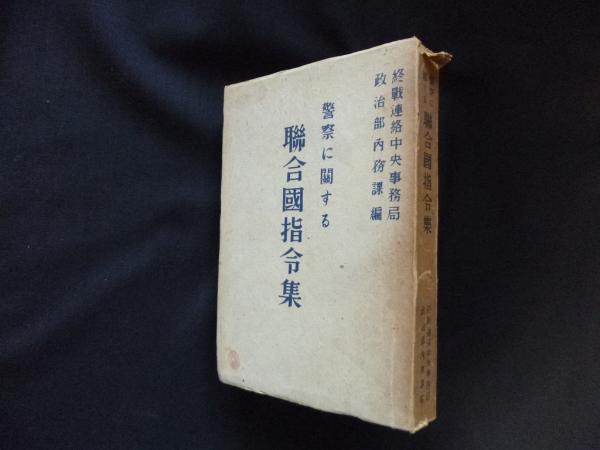 終戰連絡中央事務局
政治部內務課編
警察に關する
聯合國指令集
聯合國指令集